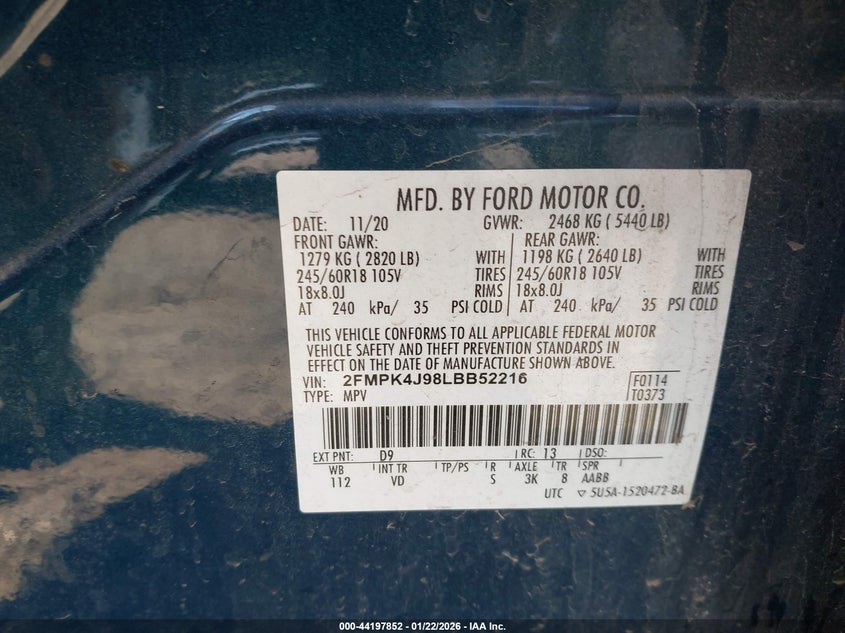 MFD. BY FORD MOTOR CO.
DATE: 11/20 GVWR: 2468 KG ( 5440 LB)
FRONT GAWR: REAR GAWR:
1279 KG ( 2820 LB) WITH 1198 KG ( 2640 LB) WITH
245/60R18 105V TIRES 245/60R18 105V TIRES
18x8.0J RIMS 18x8.0J RIMS
AT 240 kPa/ 35 PSI COLD AT 240 kPa/ 35 PSI COLD
THIS VEHICLE CONFORMS TO ALL APPLICABLE FEDERAL MOTOR
VEHICLE SAFETY AND THEFT PREVENTION STANDARDS IN
EFFECT ON THE DATE OF MANUFACTURE SHOWN ABOVE.
VIN: 2FMPK4J98LBB52216 F0114
TYPE: MPV T0373
EXT PNT: D9 RC: 13 DSO:
WB INT TR TP/PS R AXLE TR SPR
112 VD S 3K 8 AABB
UTC ▽ 5U5A-1520472-BA
000-44197852 - 01/22/2026 - IAA Inc.